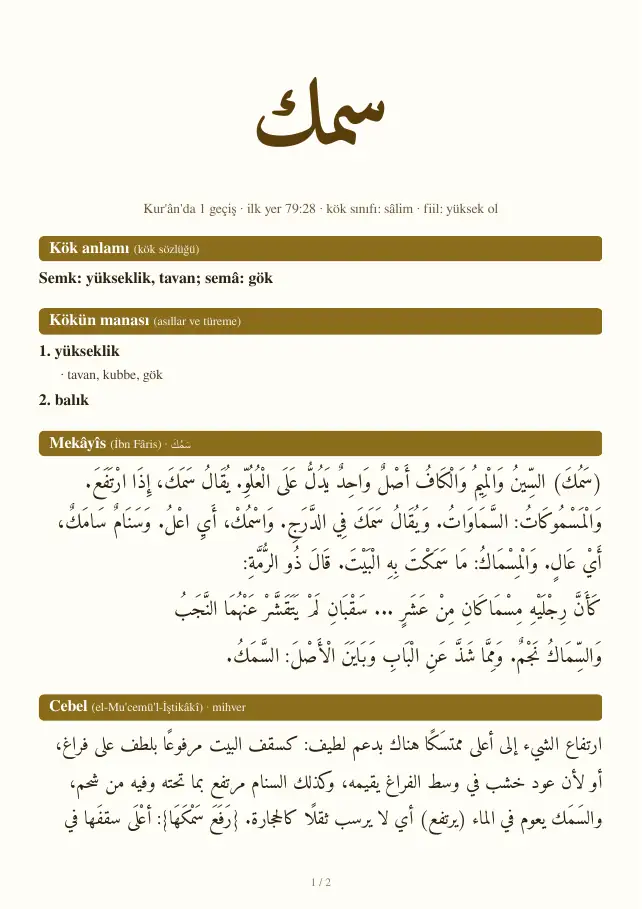 سمك
Kur'ân'da 1 geçiş · ilk yer 79:28 · kök sınıfı: sâlim · fiil: yüksek ol
Kök anlamı (kök sözlüğü)
Semk: yükseklik, tavan; semâ: gök
Kökün manası (asıllar ve türeme)
1. yükseklik
· tavan, kubbe, gök
2. balık
Mekâyîs (İbn Fâris) · سَمُكَ
(سَمُكَ) السِّينُ وَالْمِيمُ وَالْكَافُ أَصْلٌ وَاحِدٌ يَدُلُّ عَلَى الْعُلُوِّ. يُقَالُ سَمَكَ، إِذَا ارْتَفَعَ.
وَالْمَسْمُوكَاتُ: السَّمَاوَاتُ. وَيُقَالُ سَمَكَ فِي الدَّرَجِ. وَاسْمُكْ، أَيِ اعْلُ. وَسَنَامٌ سَامَكٌ،
أَيْ عَالٍ. وَالْمِسْمَاكُ: مَا سَمَكْتَ بِهِ الْبَيْتَ. قَالَ ذُو الرُّمَّةِ:
كَأَنَّ رِجْلَيْهِ مِسْمَاكَانِ مِنْ عَشَرٍ ... سَقْبَانِ لَمْ يَتَقَشَّرْ عَنْهُمَا النَّجَبُ
وَالسِّمَاكُ نَجْمٌ. وَمِمَّا شَذَّ عَنِ الْبَابِ وَبَايَنَ الْأَصْلَ: السَّمَكُ.
Cebel (el-Mu'cemü'l-İştikâkî) · mihver
ارتفاع الشيء إلى أعلى ممتسَكًا هناك بدعم لطيف: كسقف البيت مرفوعًا بلطف على فراغ،
أو لأن عود خشب في وسط الفراغ يقيمه، وكذلك السنام مرتفع بما تحته وفيه من شحم،
والسَمَك يعوم في الماء (يرتفع) أي لا يرسب ثقلًا كالحجارة. {رَفَعَ سَمْكَهَا}: أعْلَى سقفَها في
1 / 2